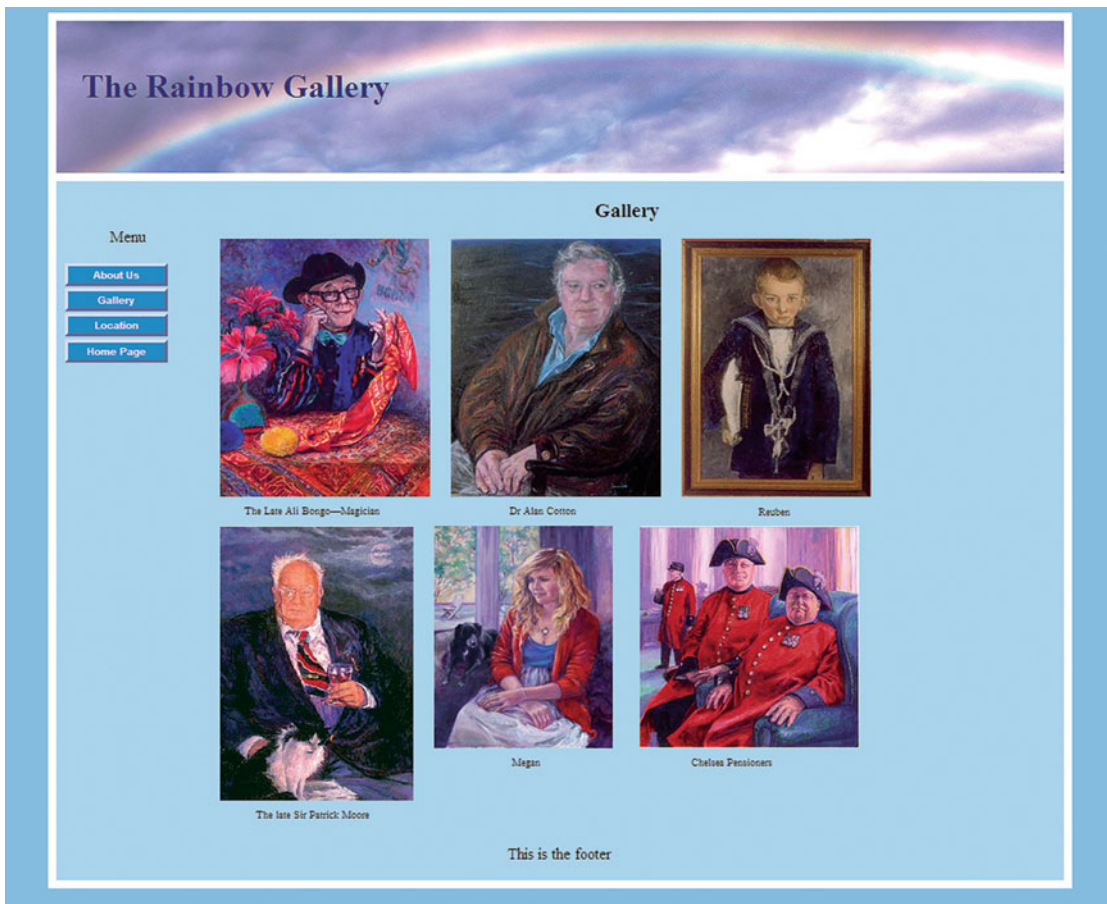 The Rainbow Gallery
Gallery
Menu
About Us
Gallery
Location
Home Page
The Late Ali Bongo—Magician
Dr Alan Cotton
Reuben
The late Sir Patrick Moore
Megan
Chelsea Pensioners
This is the footer